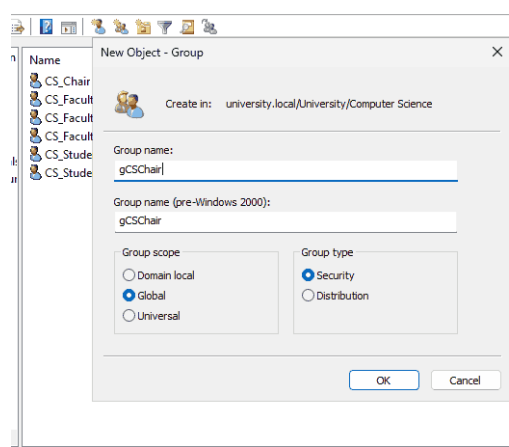 Name
CS_Chair
CS_Facult
CS_Facult
CS_Facult
CS_Stude
CS_Stude
New Object - Group
Create in: university.local/University/Computer Science
Group name:
gCSChair
Group name (pre-Windows 2000):
gCSChair
Group scope
Domain local
Global
Universal
Group type
Security
Distribution
OK
Cancel